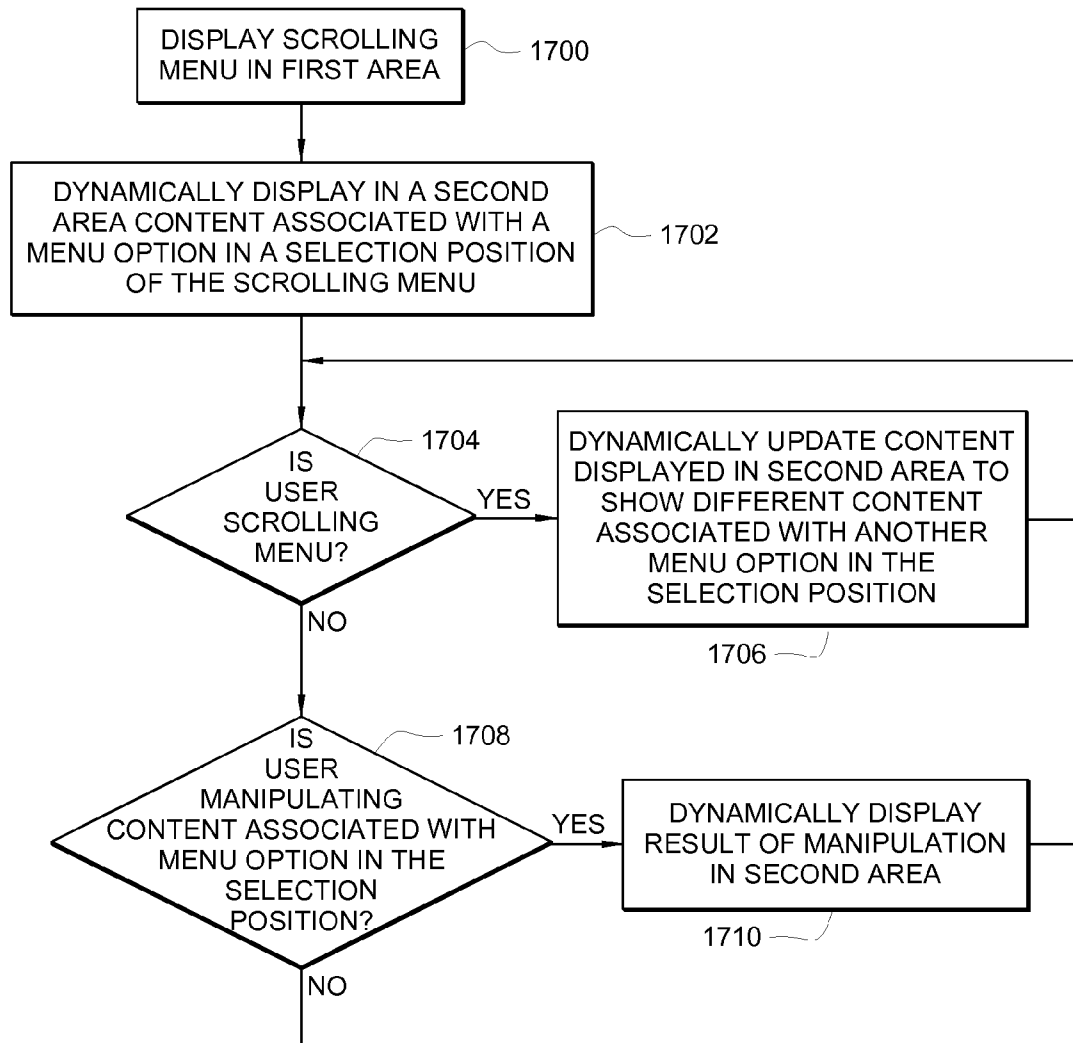 DISPLAY SCROLLING
MENU IN FIRST AREA
1700
DYNAMICALLY DISPLAY IN A SECOND
AREA CONTENT ASSOCIATED WITH A
MENU OPTION IN A SELECTION POSITION
OF THE SCROLLING MENU
1702
1704
IS
USER
SCROLLING
MENU?
YES
NO
DYNAMICALLY UPDATE CONTENT
DISPLAYED IN SECOND AREA TO
SHOW DIFFERENT CONTENT
ASSOCIATED WITH ANOTHER
MENU OPTION IN THE
SELECTION POSITION
1706
1708
IS
USER
MANIPULATING
CONTENT ASSOCIATED WITH
MENU OPTION IN THE
SELECTION
POSITION?
YES
NO
DYNAMICALLY DISPLAY
RESULT OF MANIPULATION
IN SECOND AREA
1710